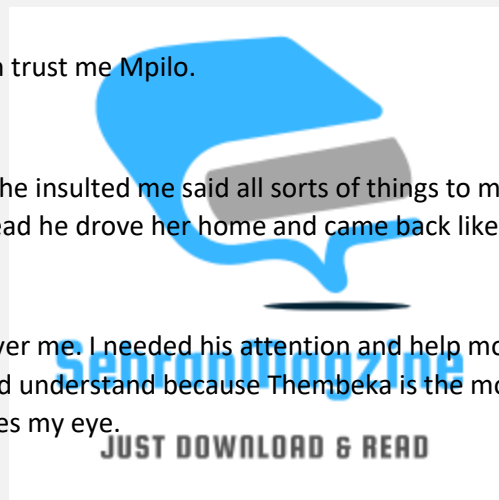 n trust me Mpilo.
he insulted me said all sorts of things to m
ead he drove her home and came back like
ver me. I needed his attention and help mo
d understand because Thembeka is the mo
es my eye.
JUST DOWNLOAD & READ